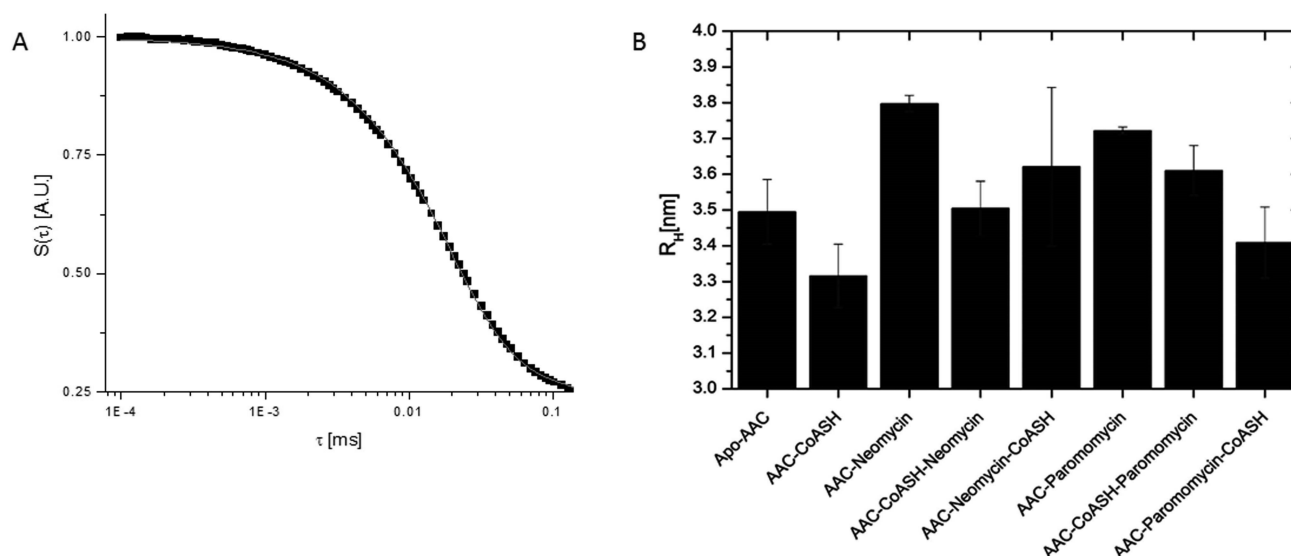 A
S(τ) [A.U.]
1.00
0.75
0.50
0.25
1E-4
1E-3
0.01
0.1
τ [ms]
B
R_H[nm]
4.0
3.9
3.8
3.7
3.6
3.5
3.4
3.3
3.2
3.1
3.0
Apo-AAC
AAC-CoASH
AAC-Neomycin
AAC-CoASH-Neomycin
AAC-Neomycin-CoASH
AAC-Paromomycin
AAC-CoASH-Paromomycin
AAC-Paromomycin-CoASH